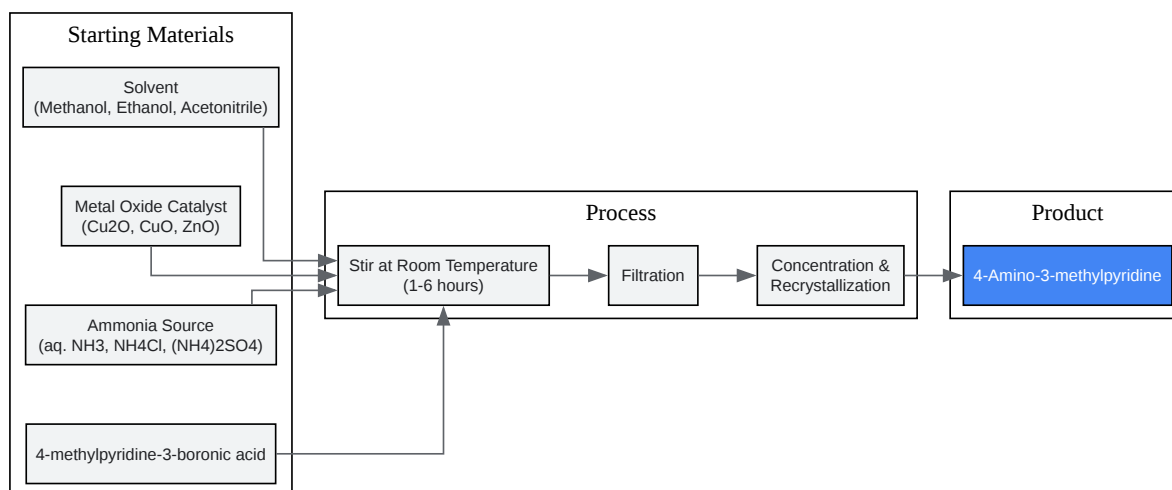 Starting Materials
Solvent
(Methanol, Ethanol, Acetonitrile)
Metal Oxide Catalyst
(Cu2O, CuO, ZnO)
Ammonia Source
(aq. NH3, NH4Cl, (NH4)2SO4)
4-methylpyridine-3-boronic acid
Process
Stir at Room Temperature
(1-6 hours)
Filtration
Concentration &
Recrystallization
Product
4-Amino-3-methylpyridine